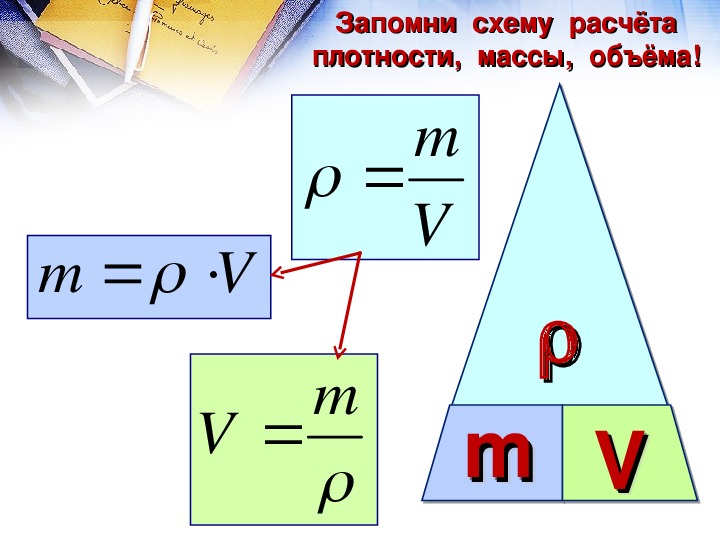 Запомни схему расчёта
плотности, массы, объёма!
ρ = m/V
m = ρ · V
V = m/ρ
ρ
m V